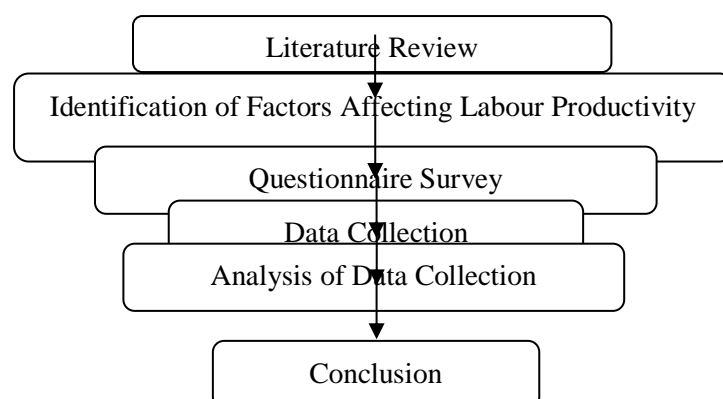 Literature Review
Identification of Factors Affecting Labour Productivity
Questionnaire Survey
Data Collection
Analysis of Data Collection
Conclusion